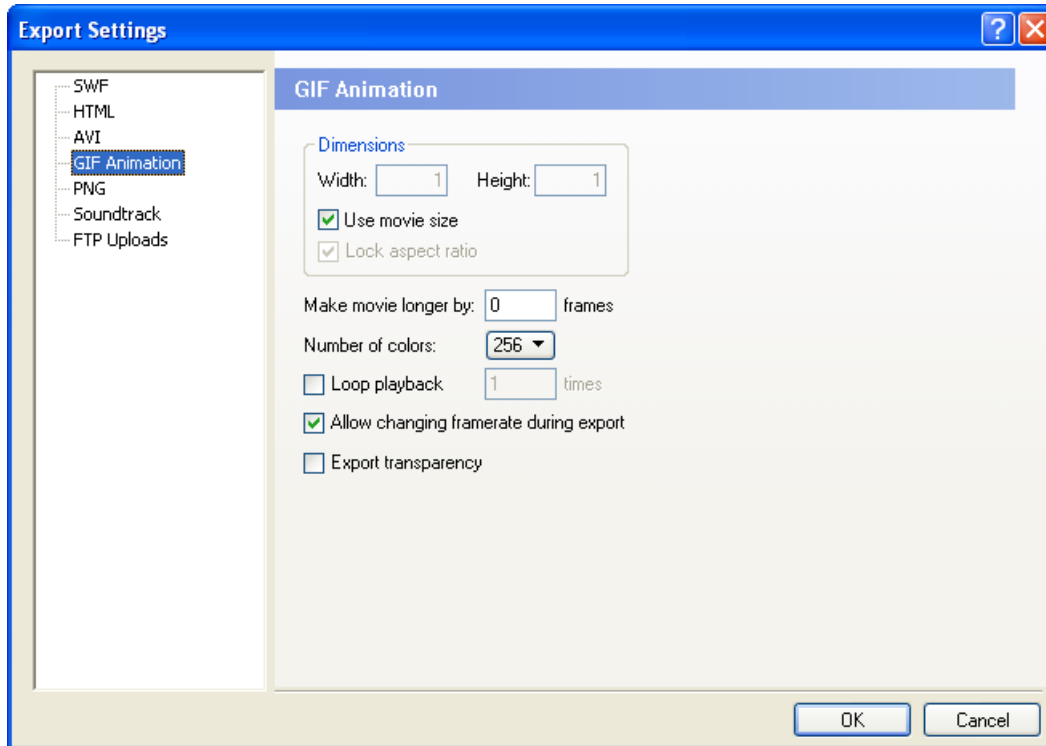 Export Settings
SWF
HTML
AVI
GIF Animation
PNG
Soundtrack
FTP Uploads
GIF Animation
Dimensions
Width: 1 Height: 1
Use movie size
Lock aspect ratio
Make movie longer by: 0 frames
Number of colors: 256
Loop playback 1 times
Allow changing framerate during export
Export transparency
OK Cancel